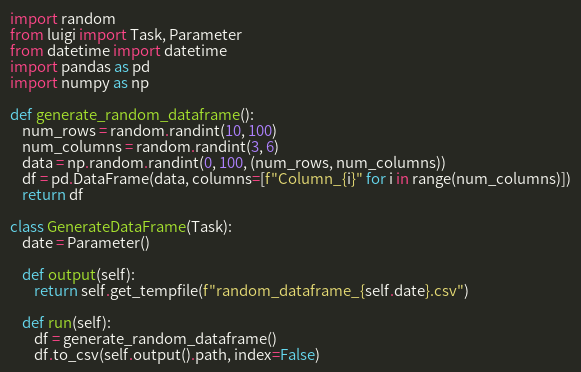 import random
from luigi import Task, Parameter
from datetime import datetime
import pandas as pd
import numpy as np

def generate_random_dataframe():
    num_rows = random.randint(10, 100)
    num_columns = random.randint(3, 6)
    data = np.random.randint(0, 100, (num_rows, num_columns))
    df = pd.DataFrame(data, columns=[f"Column_{i}" for i in range(num_columns)])
    return df

class GenerateDataFrame(Task):
    date = Parameter()

    def output(self):
        return self.get_tempfile(f"random_dataframe_{self.date}.csv")

    def run(self):
        df = generate_random_dataframe()
        df.to_csv(self.output().path, index=False)